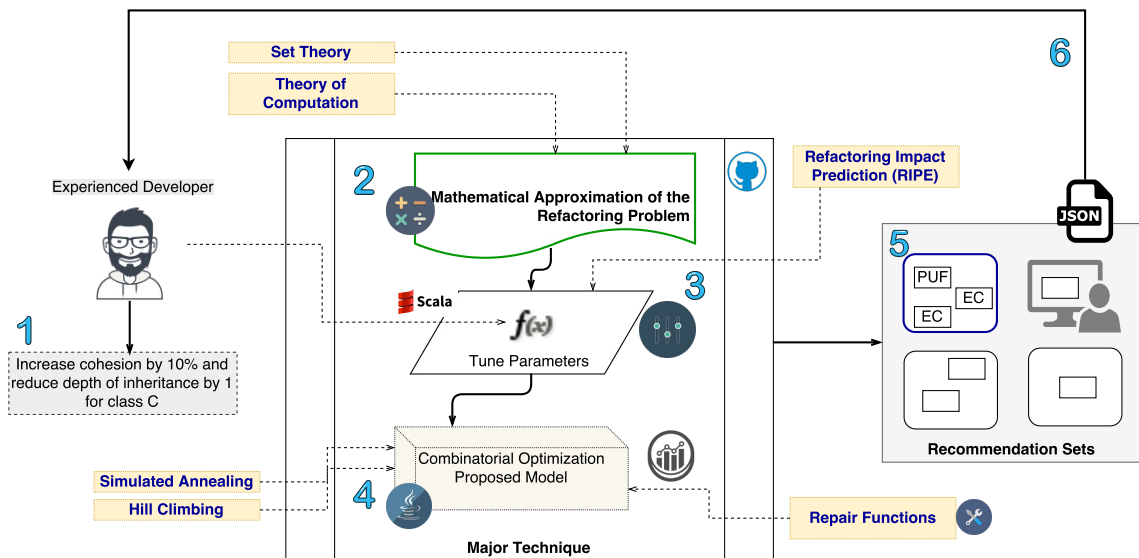 6
Set Theory
Theory of
Computation
Refactoring Impact
Prediction (RIPE)
Experienced Developer
2
Mathematical Approximation of the
Refactoring Problem
JSON
5
PUF
EC
EC
3
Scala
f(x)
Tune Parameters
1
Increase cohesion by 10% and
reduce depth of inheritance by 1
for class C
Recommendation Sets
Combinatorial Optimization
Proposed Model
Simulated Annealing
Hill Climbing
4
Repair Functions
Major Technique